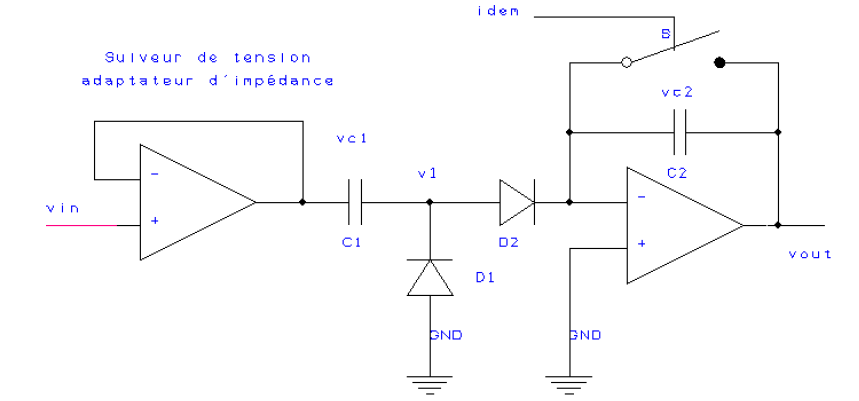 idem
S
Suiveur de tension
adaptateur d'impédance
vc2
vc1
v1
C2
-
-
vin
+
C1
D2
+
vout
D1
GND
GND